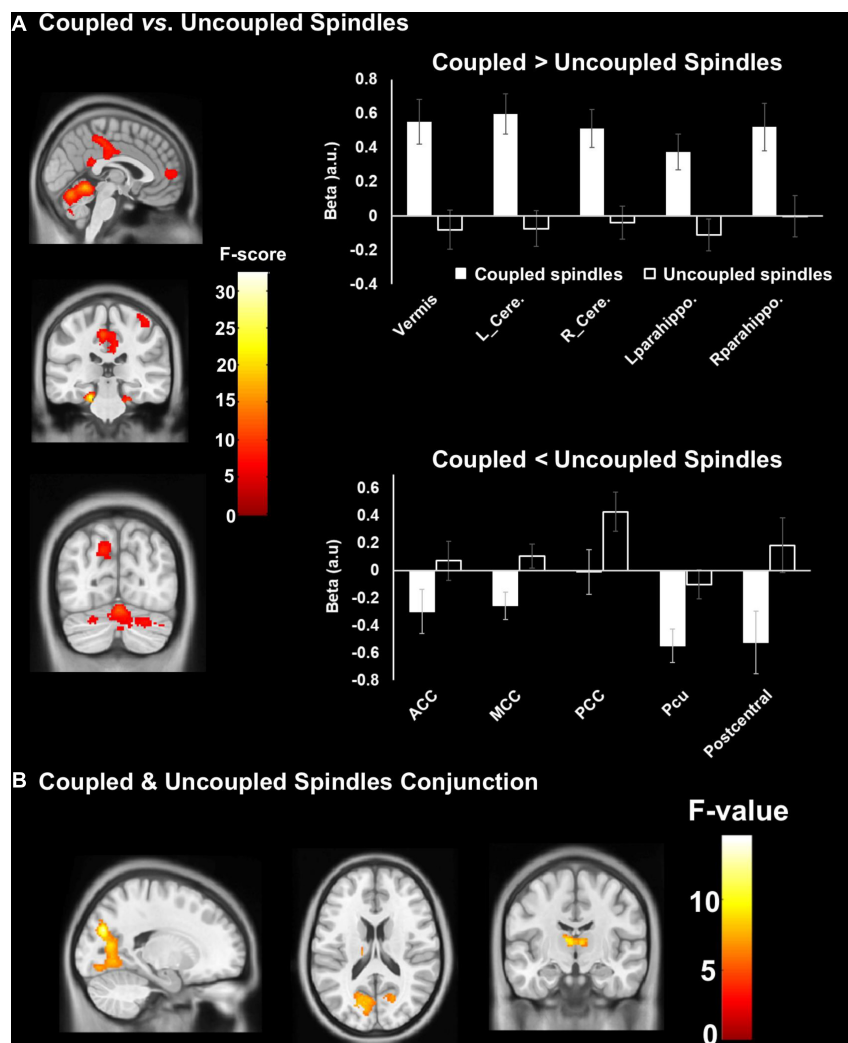 A Coupled vs. Uncoupled Spindles
Coupled > Uncoupled Spindles
Beta )a.u.)
0.8
0.6
0.4
0.2
0
-0.2
-0.4
Coupled spindles
Uncoupled spindles
Vermis
L_Cere.
R_Cere.
Lparahippo.
Rparahippo.
F-score
30
25
20
15
10
5
0
Coupled < Uncoupled Spindles
Beta (a.u)
0.6
0.4
0.2
0
-0.2
-0.4
-0.6
-0.8
ACC
MCC
PCC
Pcu
Postcentral
B Coupled & Uncoupled Spindles Conjunction
F-value
10
5
0